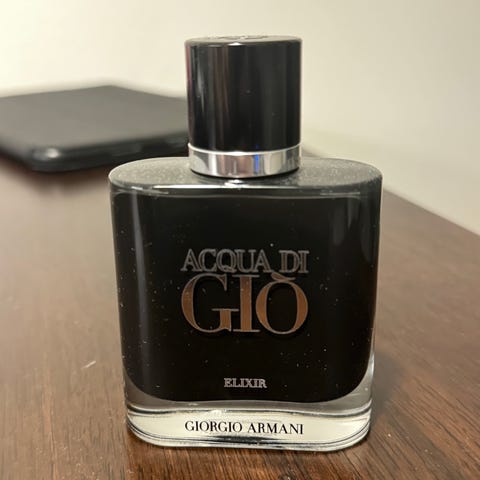 ACQUA DI
GIÒ
ELIXIR
GIORGIO ARMANI